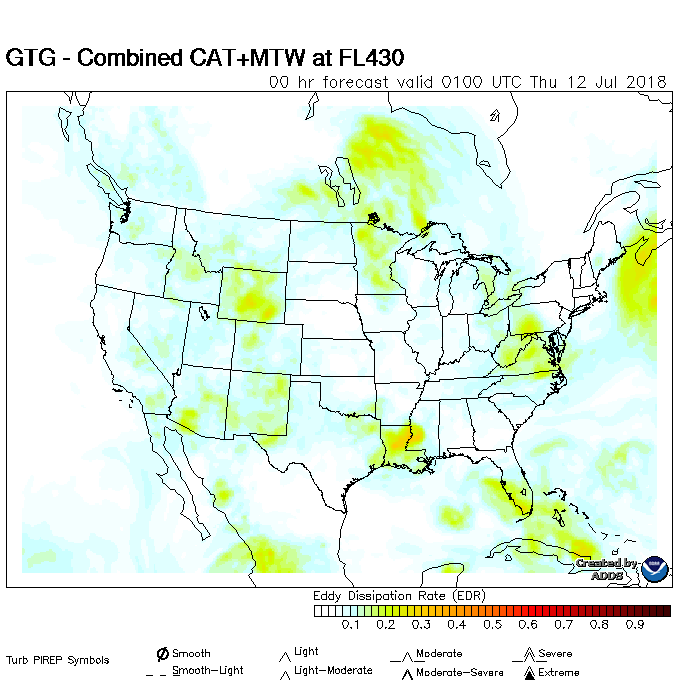 GTG - Combined CAT+MTW at FL430
00 hr forecast valid 0100 UTC Thu 12 Jul 2018
Created by
ADDS
Eddy Dissipation Rate (EDR)
0.1 0.2 0.3 0.4 0.5 0.6 0.7 0.8 0.9
Turb PIREP Symbols
Smooth Light Moderate Severe
Smooth-Light Light-Moderate Moderate-Severe Extreme